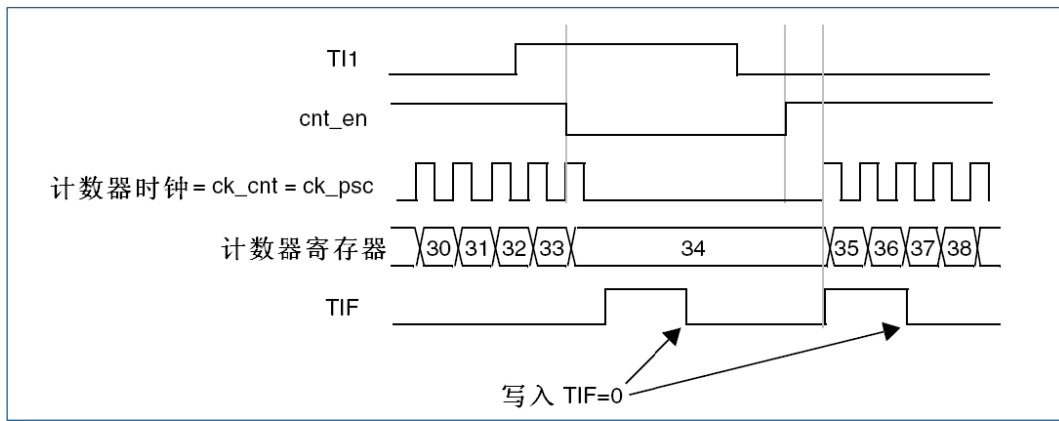 TI1
cnt_en
计数器时钟 = ck_cnt = ck_psc
计数器寄存器 30 31 32 33 34 35 36 37 38
TIF
写入 TIF=0